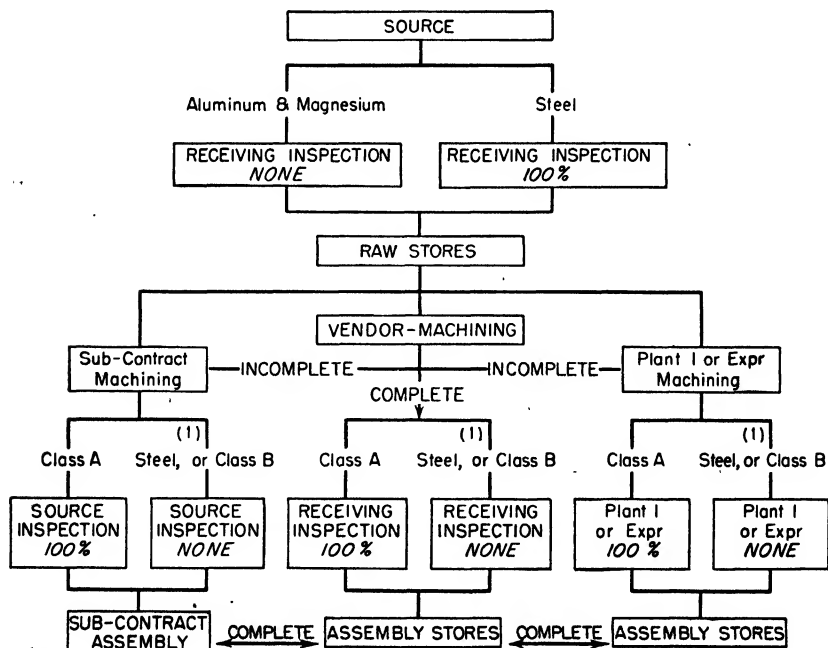 SOURCE
Aluminum & Magnesium
Steel
RECEIVING INSPECTION
NONE
RECEIVING INSPECTION
100%
RAW STORES
VENDOR-MACHINING
Sub-Contract
Machining
INCOMPLETE
INCOMPLETE
Plant 1 or Expr
Machining
COMPLETE
(1)
(1)
(1)
Class A
Steel, or Class B
Class A
Steel, or Class B
Class A
Steel, or Class B
SOURCE
INSPECTION
100%
SOURCE
INSPECTION
NONE
RECEIVING
INSPECTION
100%
RECEIVING
INSPECTION
NONE
Plant 1
or Expr
100%
Plant 1
or Expr
NONE
SUB-CONTRACT
ASSEMBLY
COMPLETE
ASSEMBLY STORES
COMPLETE
ASSEMBLY STORES